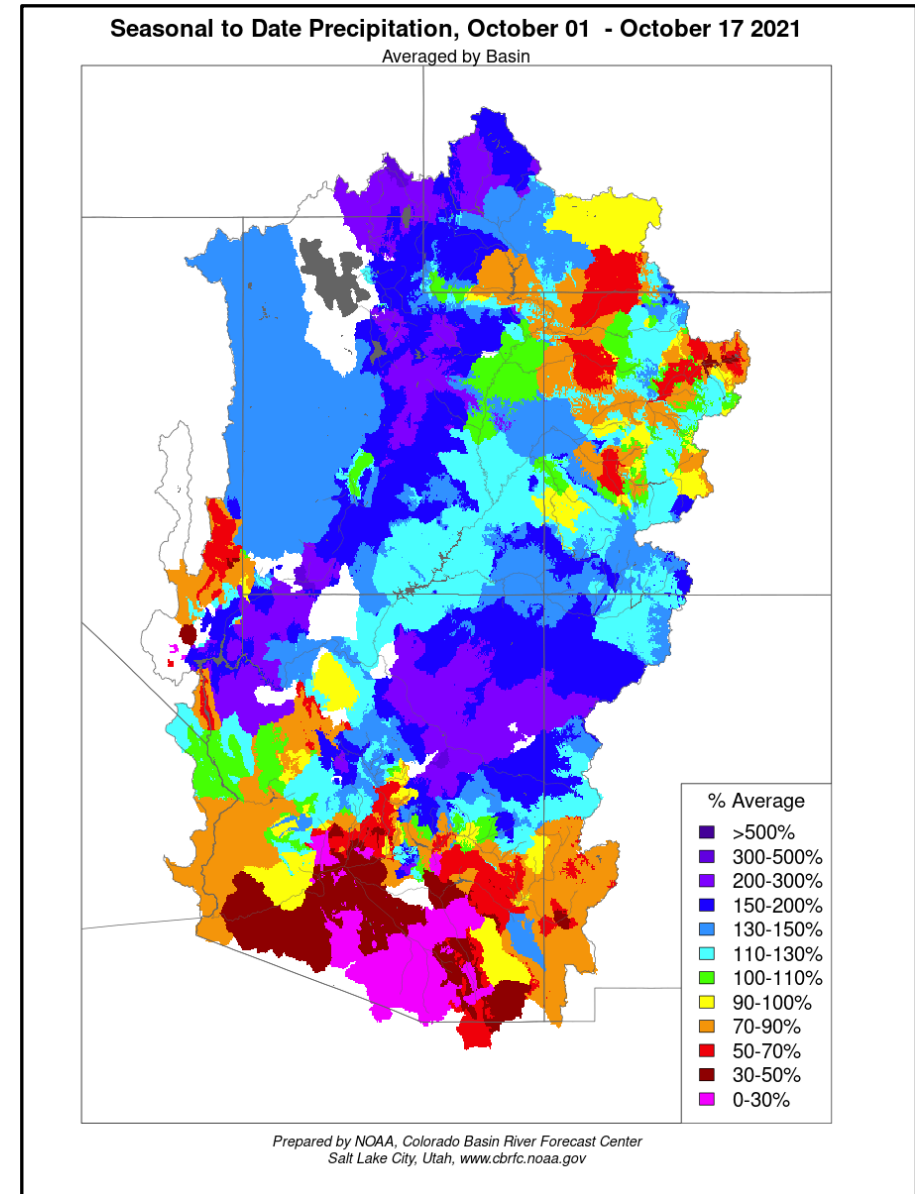 Seasonal to Date Precipitation, October 01 - October 17 2021
Averaged by Basin
% Average
>500%
300-500%
200-300%
150-200%
130-150%
110-130%
100-110%
90-100%
70-90%
50-70%
30-50%
0-30%
Prepared by NOAA, Colorado Basin River Forecast Center
Salt Lake City, Utah, www.cbrfc.noaa.gov